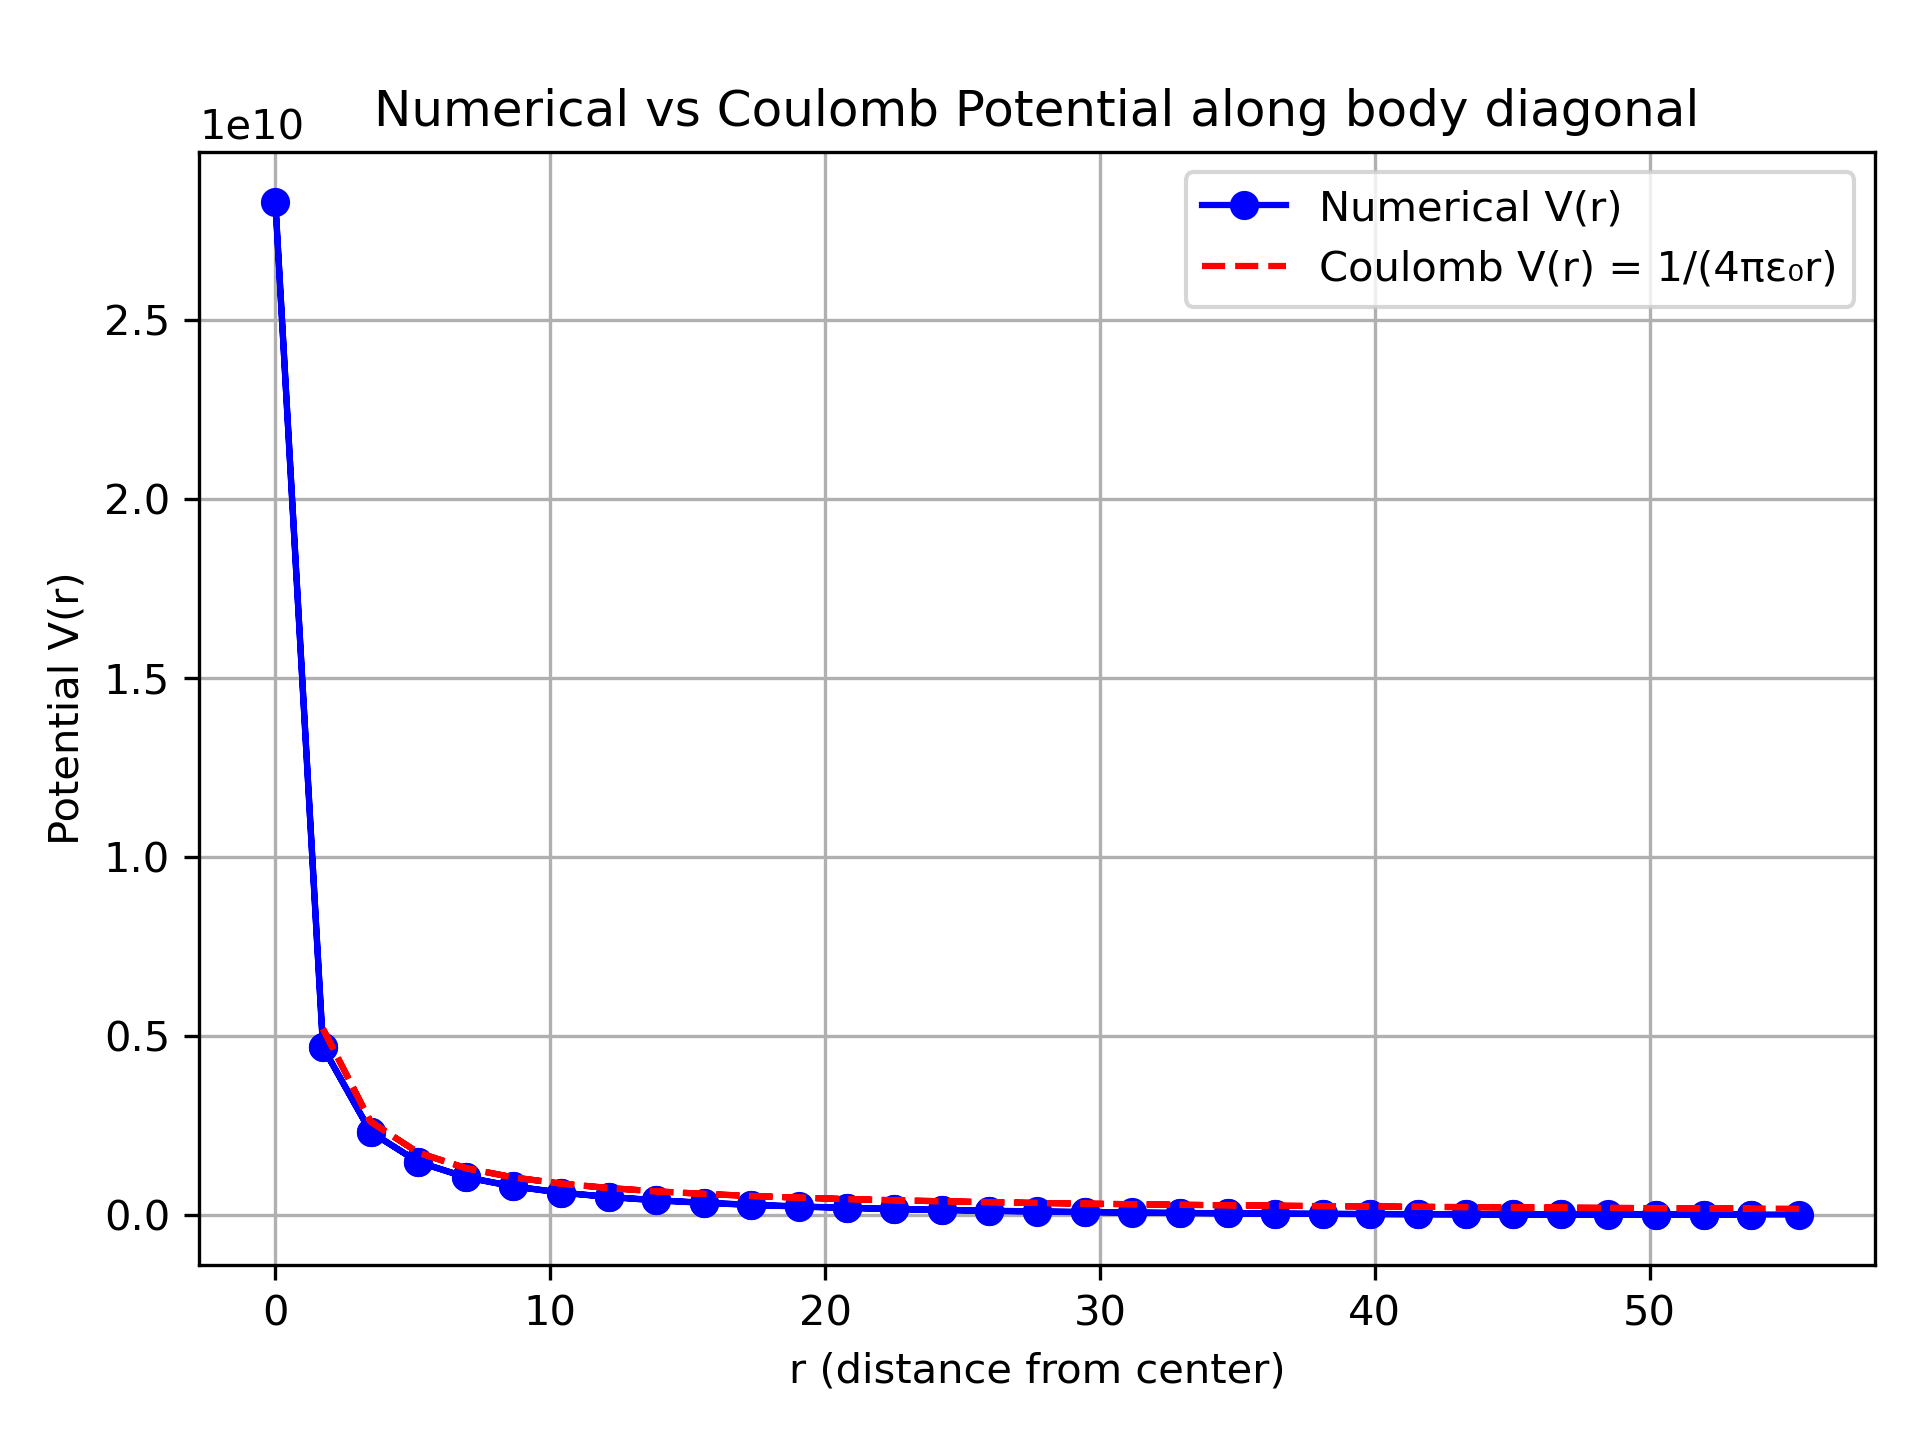 Numerical vs Coulomb Potential along body diagonal
1e10
Numerical V(r)
Coulomb V(r) = 1/(4πε₀r)
2.5
2.0
1.5
1.0
0.5
0.0
Potential V(r)
0 10 20 30 40 50
r (distance from center)